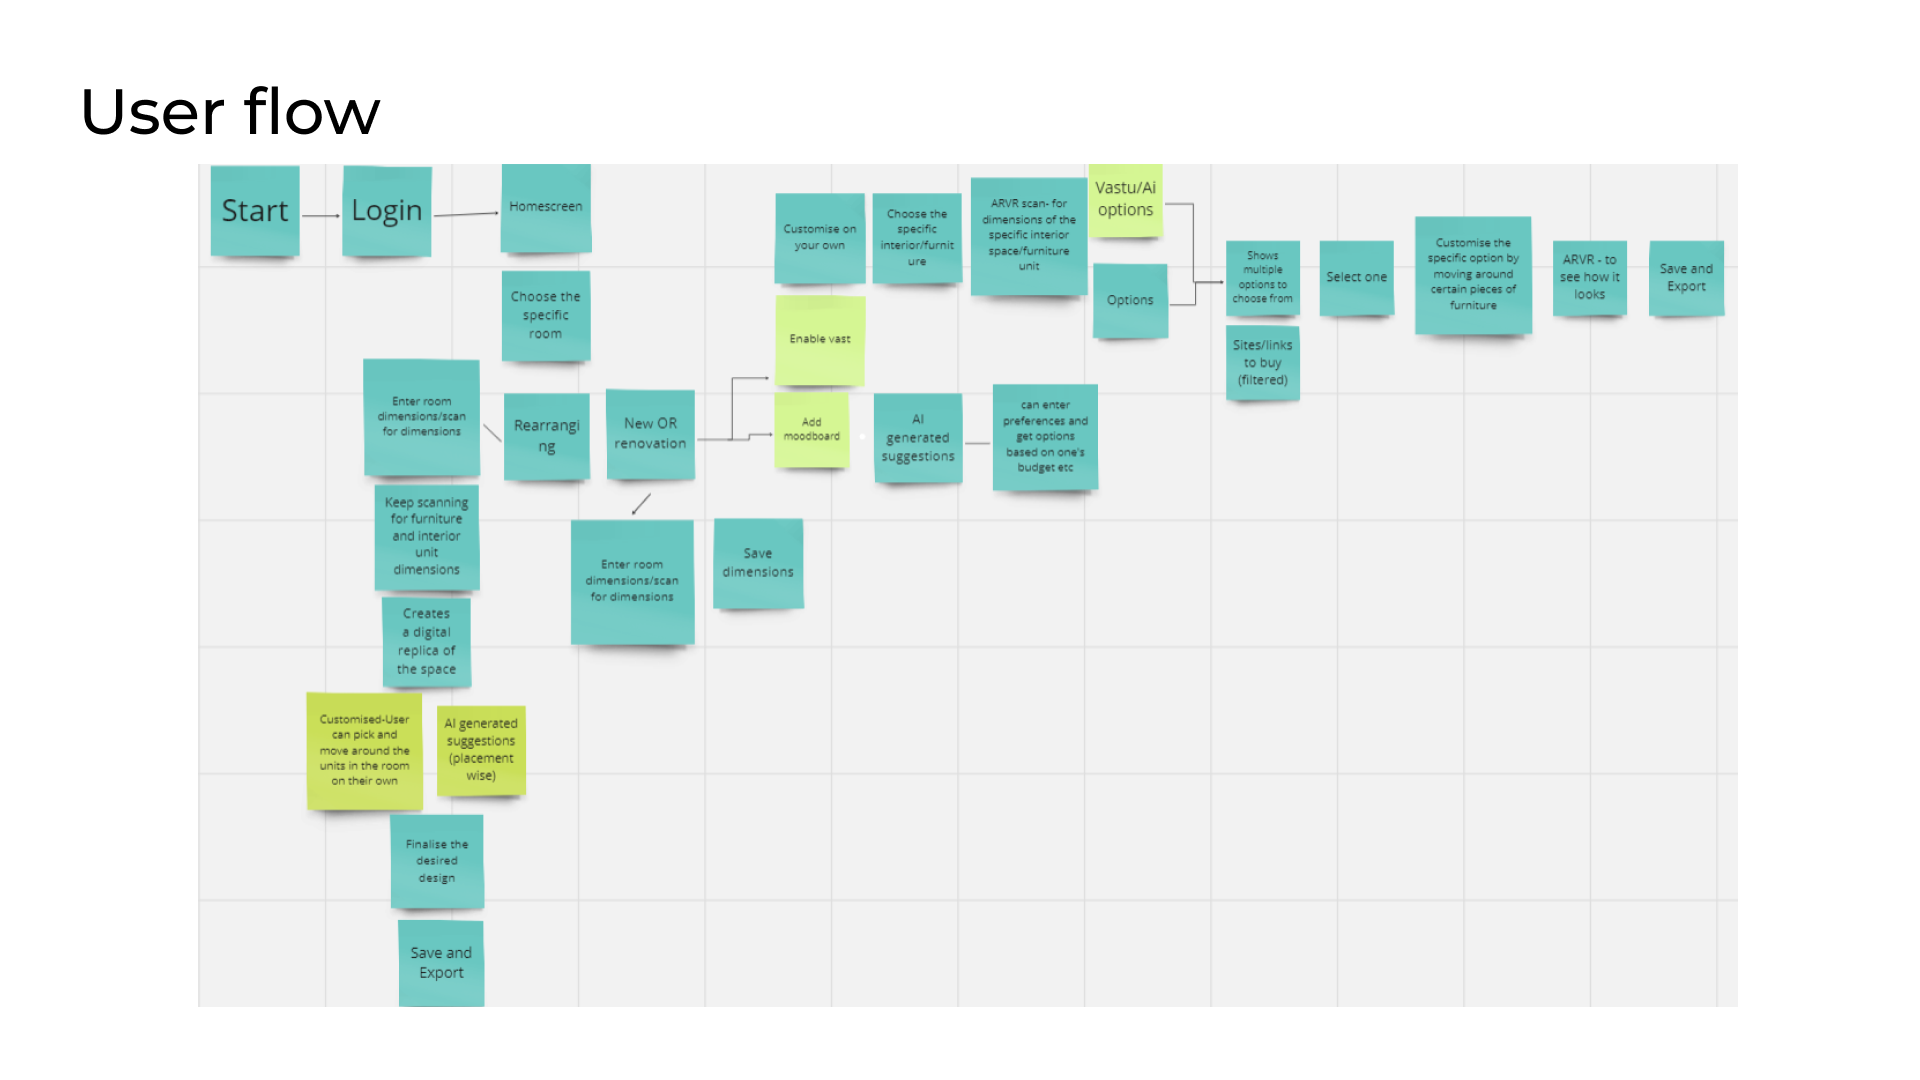 User flow
Start
Login
Homescreen
Choose the
specific
room
Enter room
dimensions/scan
for dimensions
Rearrangi
ng
New OR
renovation
Keep scanning
for furniture
and interior
unit
dimensions
Creates
a digital
replica of
the space
Customised-User
can pick and
move around the
units in the room
on their own
AI generated
suggestions
(placement
wise)
Finalise the
desired
design
Save and
Export
Enter room
dimensions/scan
for dimensions
Save
dimensions
Customise on
your own
Choose the
specific
interior/furnit
ure
ARVR scan- for
dimensions of the
specific interior
space/furniture
unit
Vastu/Ai
options
Options
Enable vast
Add
moodboard
AI
generated
suggestions
can enter
preferences and
get options
based on one's
budget etc
Shows
multiple
options to
choose from
Sites/links
to buy
(filtered)
Select one
Customise the
specific option by
moving around
certain pieces of
furniture
ARVR - to
see how it
looks
Save and
Export